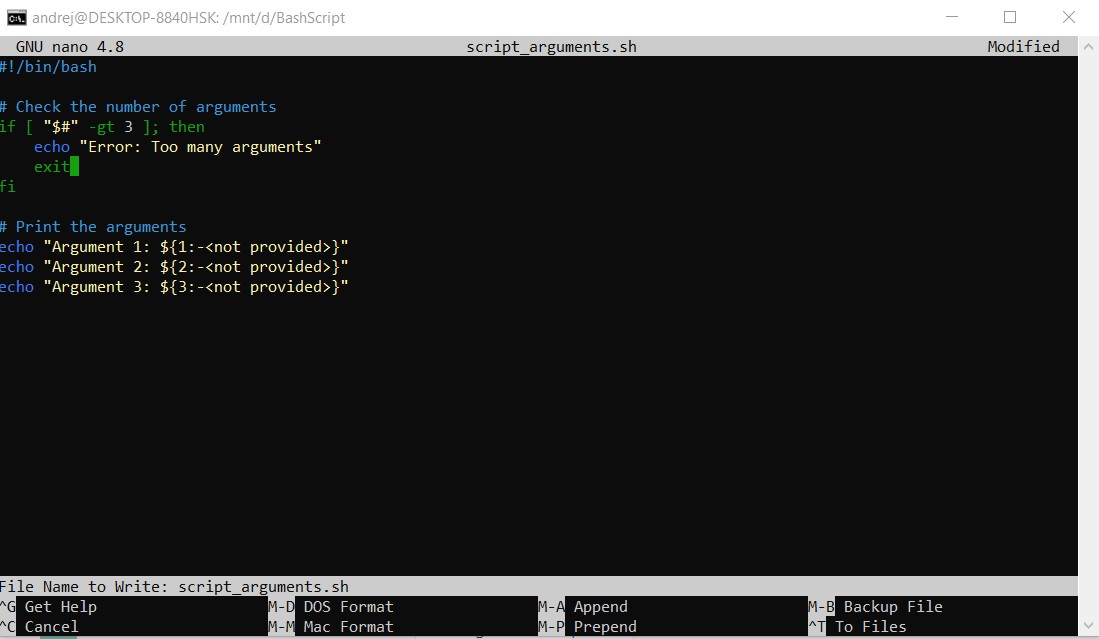 andrej@DESKTOP-8840HSK: /mnt/d/BashScript
GNU nano 4.8 script_arguments.sh Modified
#!/bin/bash
# Check the number of arguments
if [ "$#" -gt 3 ]; then
    echo "Error: Too many arguments"
    exit
fi
# Print the arguments
echo "Argument 1: ${1:-<not provided>}"
echo "Argument 2: ${2:-<not provided>}"
echo "Argument 3: ${3:-<not provided>}"
File Name to Write: script_arguments.sh
^G Get Help M-D DOS Format M-A Append M-B Backup File
^C Cancel M-M Mac Format M-P Prepend ^T To Files